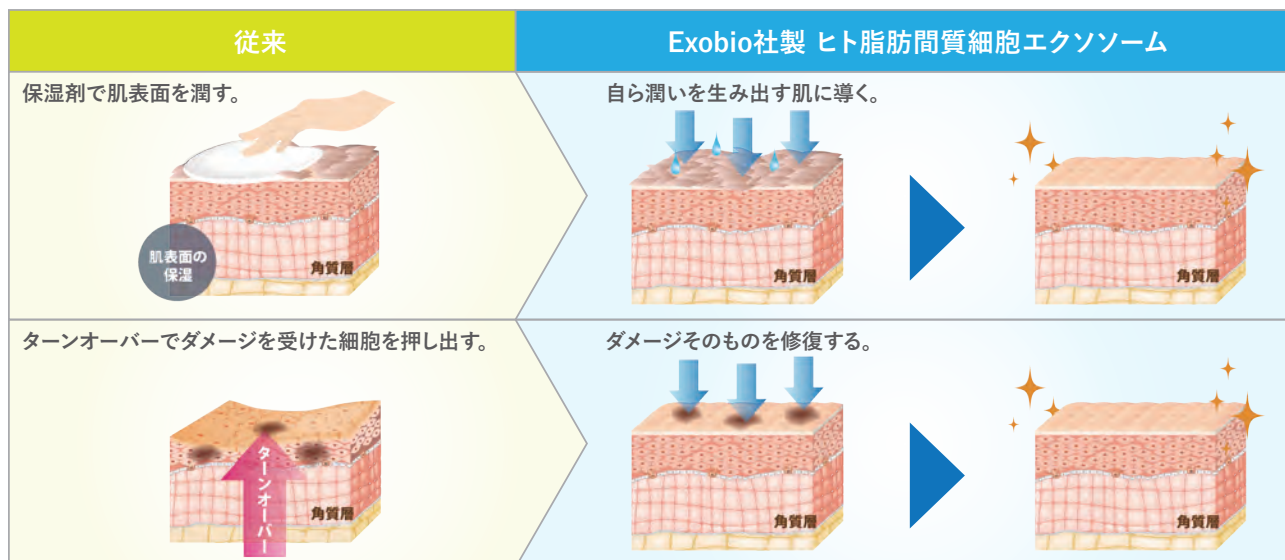 従来
Exobio社製 ヒト脂肪間質細胞エクソソーム
保湿剤で肌表面を潤す。
肌表面の
保湿
角質層
自ら潤いを生み出す肌に導く。
角質層
角質層
ターンオーバーでダメージを受けた細胞を押し出す。
ターンオーバー
角質層
ダメージそのものを修復する。
角質層
角質層